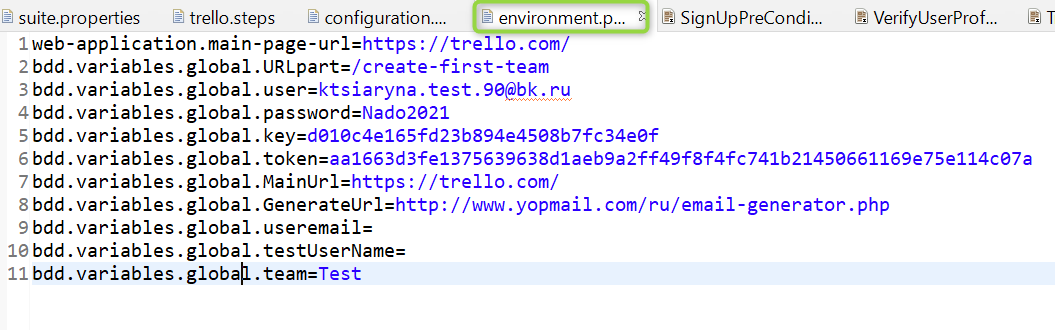 suite.properties trello.steps configuration.... environment.p... SignUpPreCondi... VerifyUserProf... T
1 web-application.main-page-url=https://trello.com/
2 bdd.variables.global.URLpart=/create-first-team
3 bdd.variables.global.user=ktsiaryna.test.90@bk.ru
4 bdd.variables.global.password=Nado2021
5 bdd.variables.global.key=d010c4e165fd23b894e4508b7fc34e0f
6 bdd.variables.global.token=aa1663d3fe1375639638d1aeb9a2ff49f8f4fc741b21450661169e75e114c07a
7 bdd.variables.global.MainUrl=https://trello.com/
8 bdd.variables.global.GenerateUrl=http://www.yopmail.com/ru/email-generator.php
9 bdd.variables.global.useremail=
10 bdd.variables.global.testUserName=
11 bdd.variables.global.team=Test